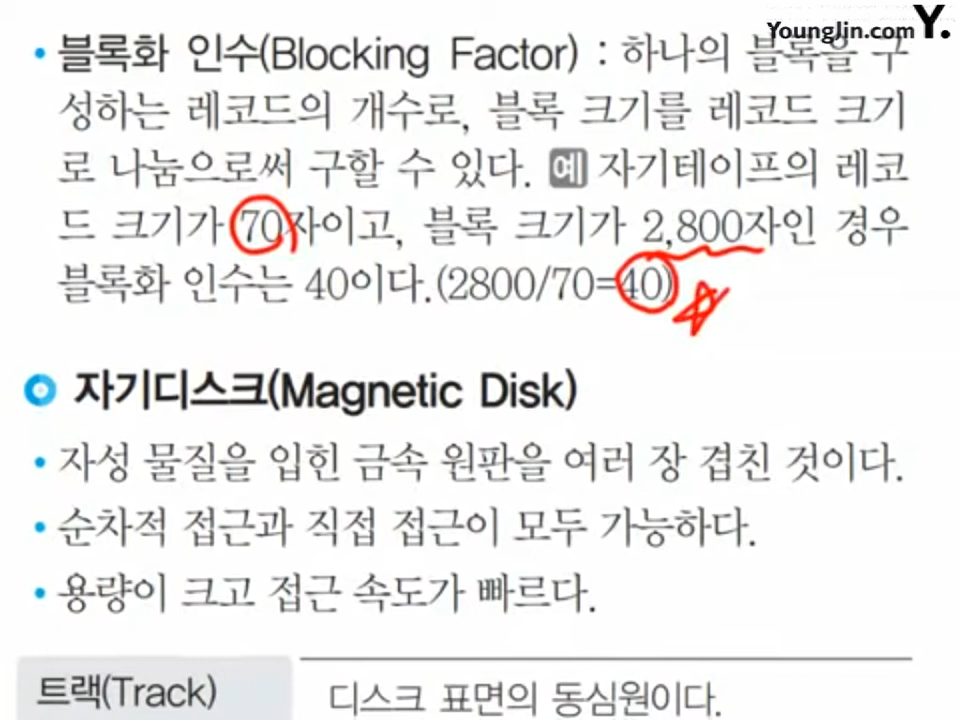 YoungJin.com Y.
• 블록화 인수(Blocking Factor) : 하나의 블록을 구
성하는 레코드의 개수로, 블록 크기를 레코드 크기
로 나눔으로써 구할 수 있다. 예 자기테이프의 레코
드 크기가 70자이고, 블록 크기가 2,800자인 경우
블록화 인수는 40이다.(2800/70=40)
자기디스크(Magnetic Disk)
• 자성 물질을 입힌 금속 원판을 여러 장 겹친 것이다.
• 순차적 접근과 직접 접근이 모두 가능하다.
• 용량이 크고 접근 속도가 빠르다.
트랙(Track) 디스크 표면의 동심원이다.